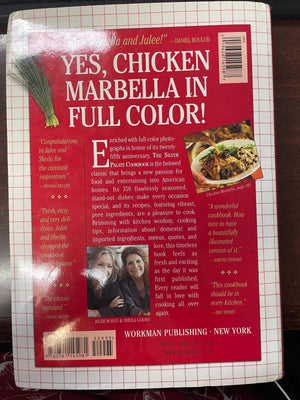 and Julee!" —DANIEL BOULUD
YES, CHICKEN
MARBELLA IN
FULL COLOR!
"Congratulations
to Julee and
Sheila for
the constant
inspiration."
—THOMAS KELLER
"Fresh, easy,
and very deli-
cious. Julee and
Sheila changed
the cookbook
"The classic
standard."
—DANNY MEYER
Enriched with full-color photo-
graphs in honor of its twenty-
fifth anniversary, THE SILVER
PALATE COOKBOOK is the beloved
classic that brings a new passion for
food and entertaining into American
homes. Its 350 flawlessly seasoned,
stand-out dishes make every occasion
special, and its recipes, featuring vibrant,
pure ingredients, are a pleasure to cook.
Brimming with kitchen wisdom, cooking
tips, information about domestic and
imported ingredients, menus, quotes, and
lore, this timeless
book feels as
fresh and exciting
as the day it was
first published.
Every reader will
fall in love with
cooking all over
again.
JULEE ROSSO & SHEILA LUKINS
"A wonderful
cookbook. How
nice to have
a beautifully
illustrated
version of it."
—MARTHA STEWART
"This cookbook
should be in
every kitchen."
—ERIC RIPERT
WORKMAN PUBLISHING · NEW YORK